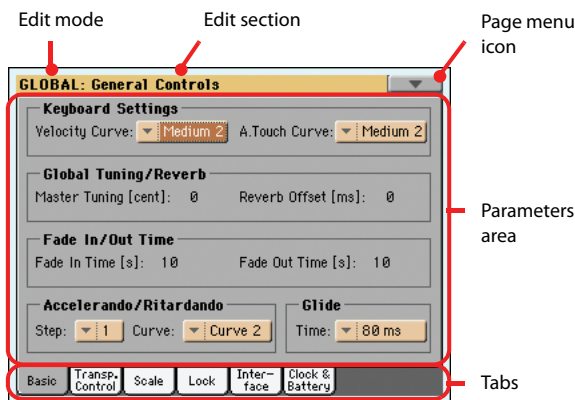 Edit mode
Edit section
Page menu
icon
GLOBAL: General Controls
Keyboard Settings
Velocity Curve: Medium 2 A.Touch Curve: Medium 2
Global Tuning/Reverb
Master Tuning [cent]: 0 Reverb Offset [ms]: 0
Parameters
area
Fade In/Out Time
Fade In Time [s]: 10 Fade Out Time [s]: 10
Accelerando/Ritardando Glide
Step: 1 Curve: Curve 2 Time: 80 ms
Basic Transp. Control Scale Lock Inter-face Clock & Battery
Tabs